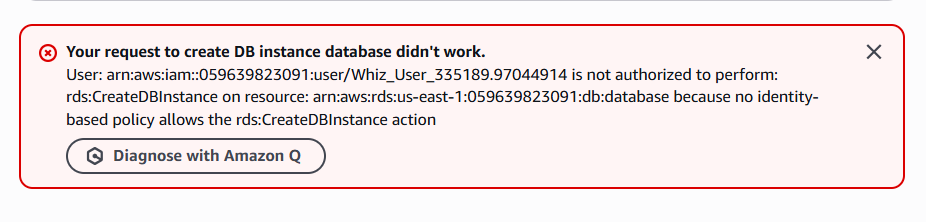 Your request to create DB instance database didn't work.
User: arn:aws:iam::059639823091:user/Whiz_User_335189.97044914 is not authorized to perform:
rds:CreateDBInstance on resource: arn:aws:rds:us-east-1:059639823091:db:database because no identity-
based policy allows the rds:CreateDBInstance action
Diagnose with Amazon Q